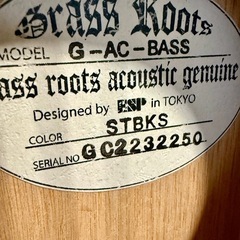 Grass Roots
MODEL G-AC-BASS
ass roots acoustic genuine
Designed by ESP in TOKYO
COLOR STBKS
SERIAL NO GC2232250